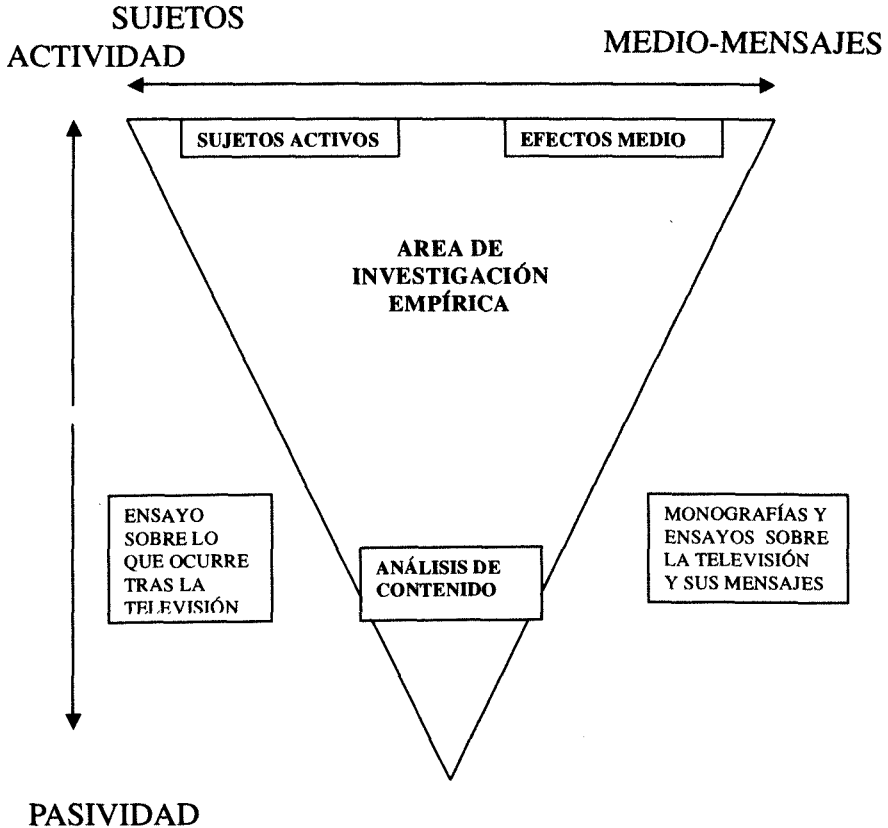 SUJETOS
ACTIVIDAD
MEDIO-MENSAJES
SUJETOS ACTIVOS
EFECTOS MEDIO
AREA DE
INVESTIGACIÓN
EMPÍRICA
ENSAYO
SOBRE LO
QUE OCURRE
TRAS LA
TELEVISIÓN
ANÁLISIS DE
CONTENIDO
MONOGRAFÍAS Y
ENSAYOS SOBRE
LA TELEVISIÓN
Y SUS MENSAJES
PASIVIDAD